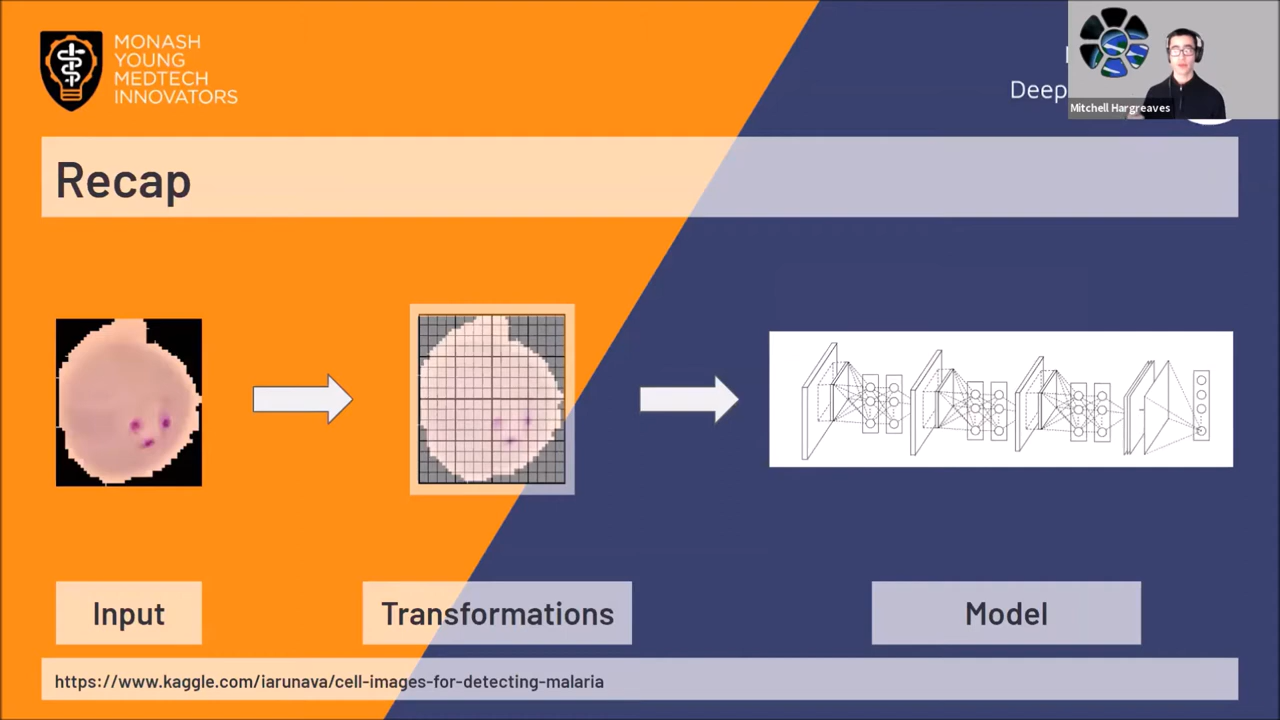 MONASH
YOUNG
MEDTECH
INNOVATORS
Deep
Mitchell Hargreaves
Recap
Input
Transformations
Model
https://www.kaggle.com/iarunava/cell-images-for-detecting-malaria